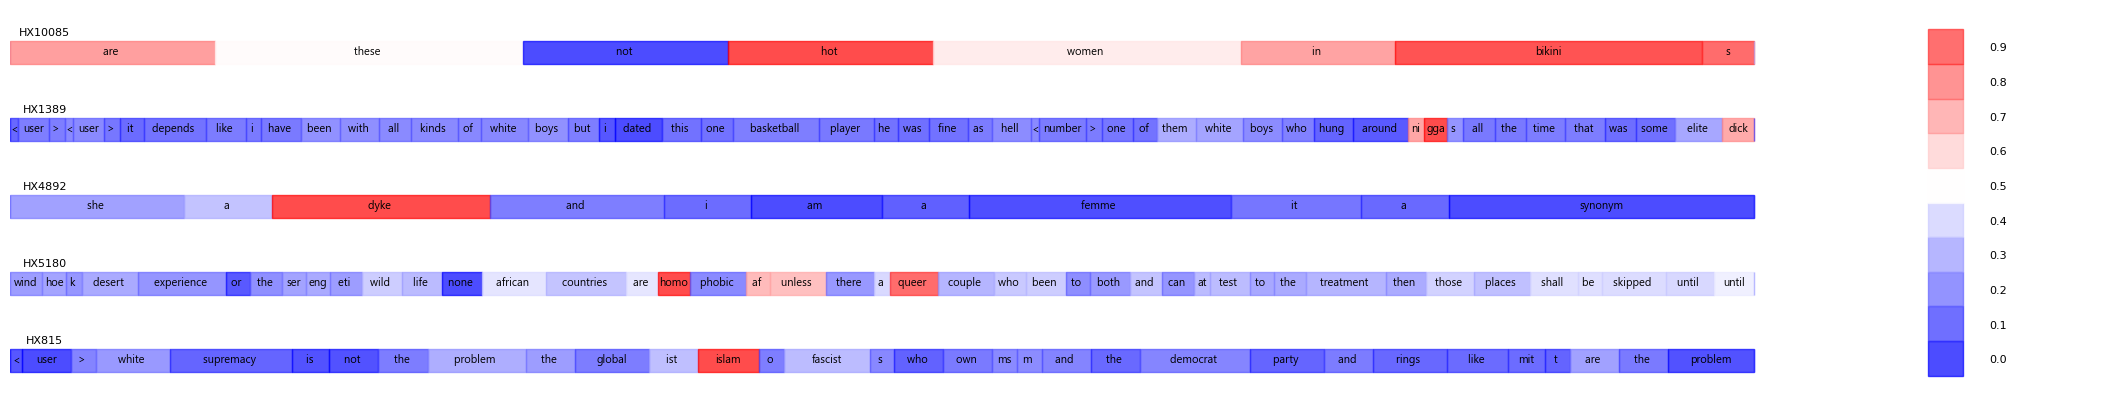 HX10085
are these not hot women in bikini s
HX1389
< user > < user > it depends like i have been with all kinds of white boys but i dated this one basketball player he was fine as hell < number > one of them white boys who hung around ni gga s all the time that was some elite dick
HX4892
she a dyke and i am a femme it a synonym
HX5180
wind hoe k desert experience or the ser eng eti wild life none african countries are homo phobic af unless there a queer couple who been to both and can at test to the treatment then those places shall be skipped until until
HX815
< user > white supremacy is not the problem the global ist islam o fascist s who own ms m and the democrat party and rings like mit t are the problem
0.9
0.8
0.7
0.6
0.5
0.4
0.3
0.2
0.1
0.0